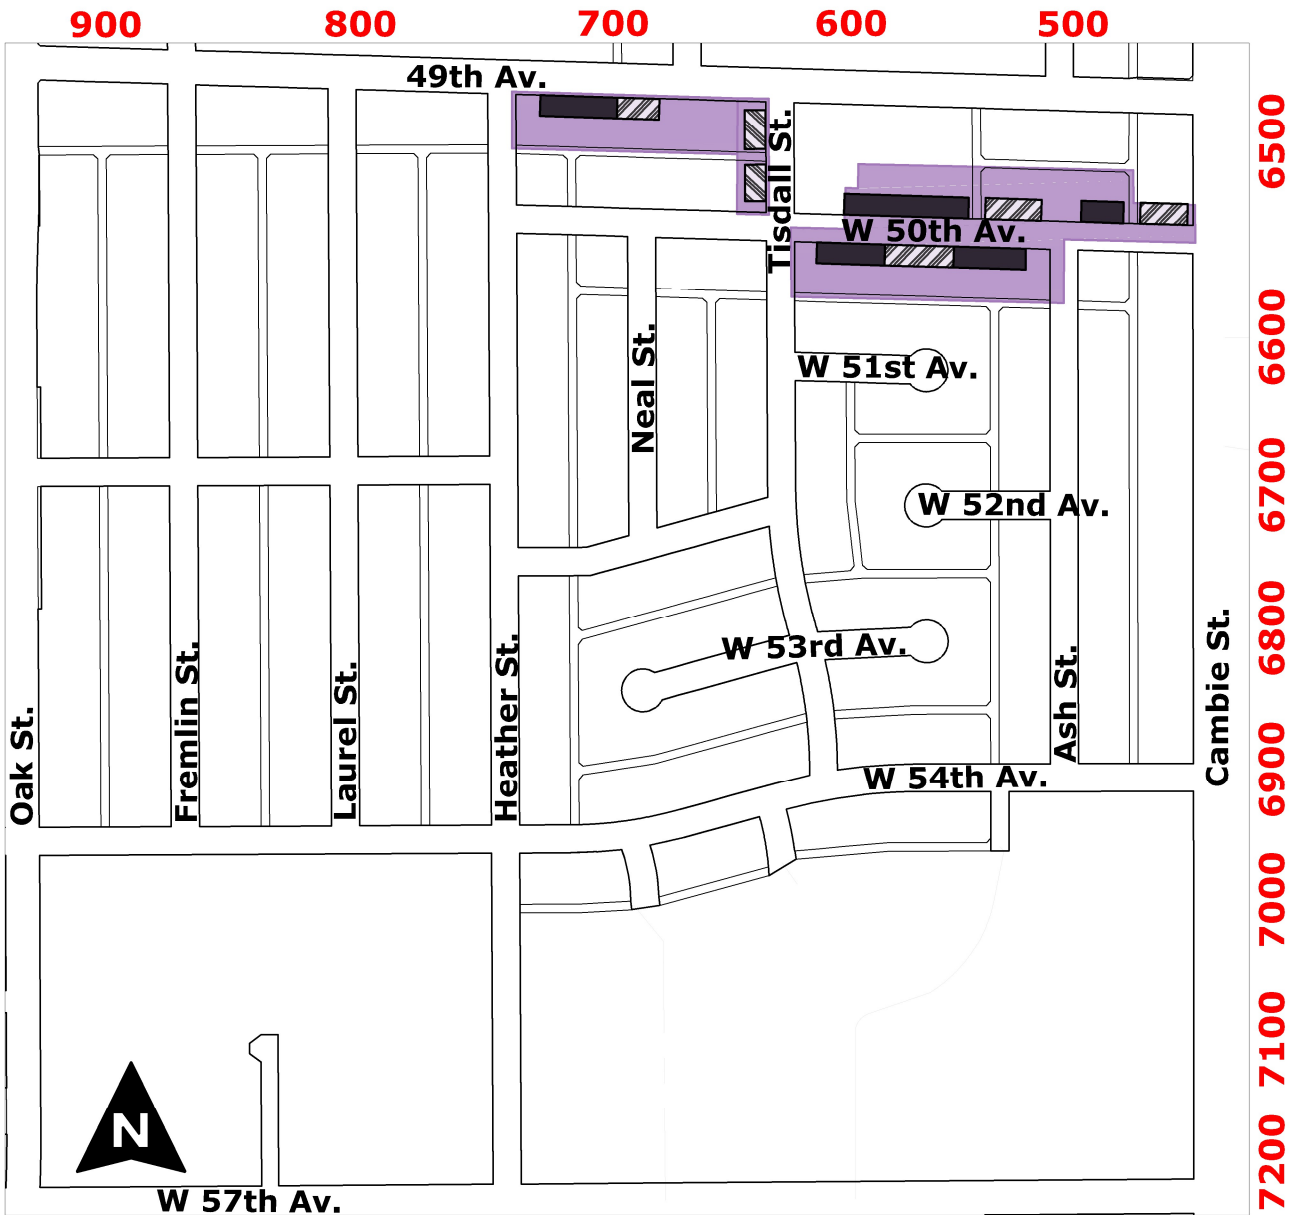 900 800 700 600 500
49th Av.
6500
Tisdall St.
W 50th Av.
6600
Neal St.
W 51st Av.
6700
W 52nd Av.
6800
W 53rd Av.
Oak St.
Fremlin St.
Laurel St.
Heather St.
Ash St.
Cambie St.
6900
W 54th Av.
7000
7100
N
7200
W 57th Av.